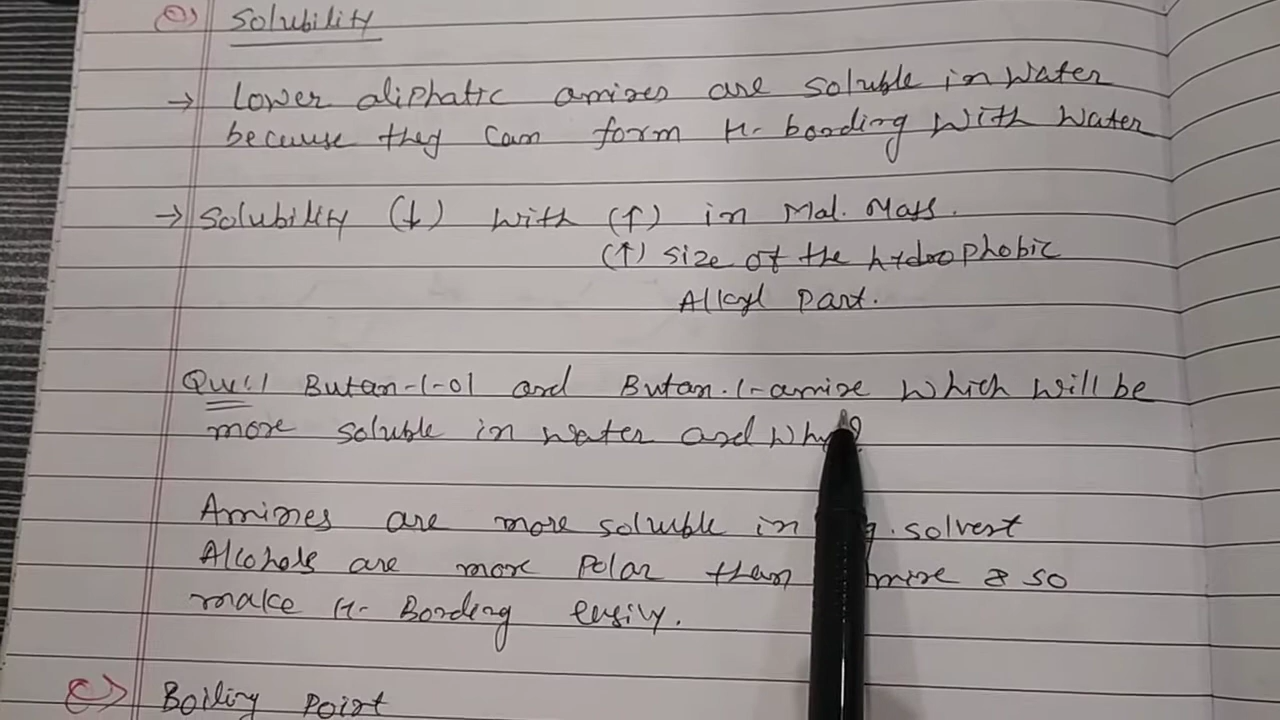 Solubility
→ Lower aliphatic amines are soluble in water
because they can form H- bonding with water
→ Solubility (↓) with (↑) in Mol. Mass.
(↑) size of the hydrophobic
Alkyl Part.
Que:1 Butan-1-ol and Butan.1-amine which will be
more soluble in water and why?
Amines are more soluble in solvent
Alcohols are more Polar than amine & so
make H- Bonding easily.
Boiling Point